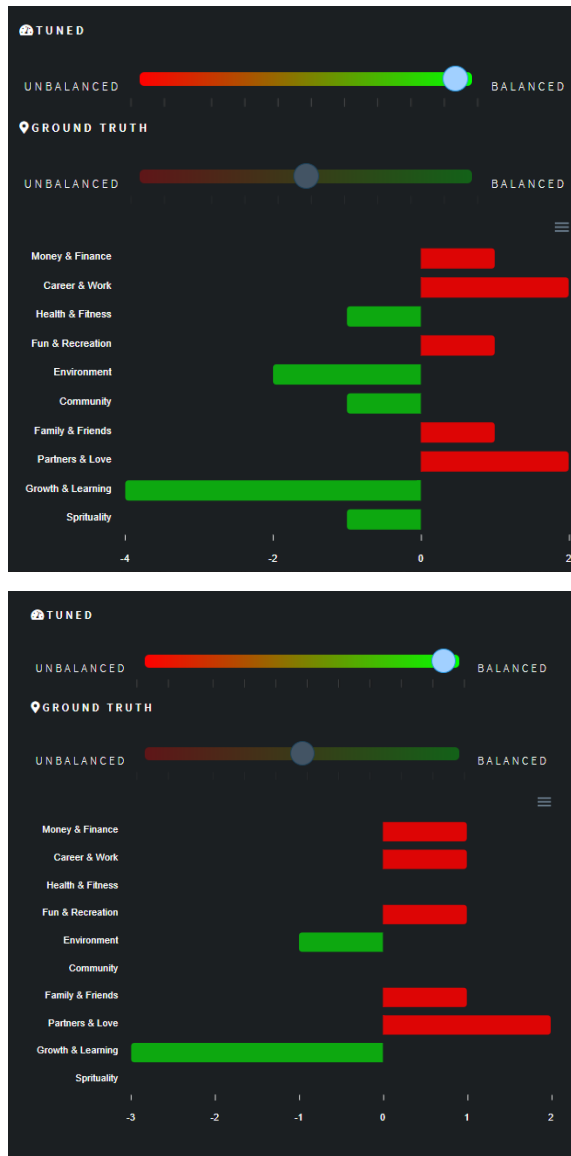 TUNED
UNBALANCED BALANCED
GROUND TRUTH
UNBALANCED BALANCED
Money & Finance
Career & Work
Health & Fitness
Fun & Recreation
Environment
Community
Family & Friends
Partners & Love
Growth & Learning
Sprituality
-4 -2 0 2
TUNED
UNBALANCED BALANCED
GROUND TRUTH
UNBALANCED BALANCED
Money & Finance
Career & Work
Health & Fitness
Fun & Recreation
Environment
Community
Family & Friends
Partners & Love
Growth & Learning
Sprituality
-3 -2 -1 0 1 2